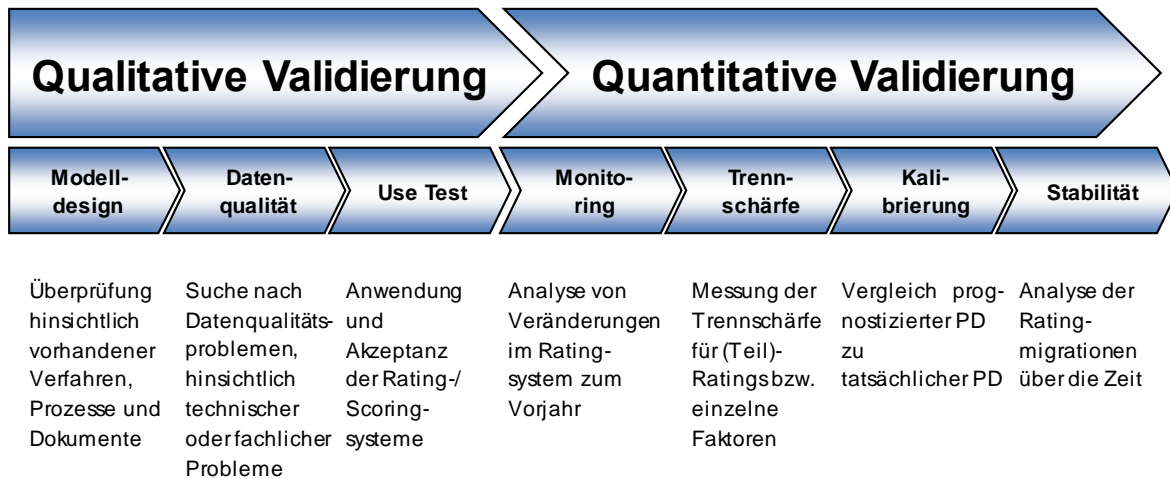 Qualitative Validierung
Quantitative Validierung
Modell-
design
Daten-
qualität
Use Test
Monito-
ring
Trenn-
schärfe
Kali-
brierung
Stabilität
Überprüfung
hinsichtlich
vorhandener
Verfahren,
Prozesse und
Dokumente
Suche nach
Datenqualitäts-
problemen,
hinsichtlich
technischer
oder fachlicher
Probleme
Anwendung
und
Akzeptanz
der Rating-/
Scoring-
systeme
Analyse von
Veränderungen
im Rating-
system zum
Vorjahr
Messung der
Trennschärfe
für (Teil)-
Ratings bzw.
einzelne
Faktoren
Vergleich prog-
nostizierter PD
zu
tatsächlicher PD
Analyse der
Rating-
migrationen
über die Zeit